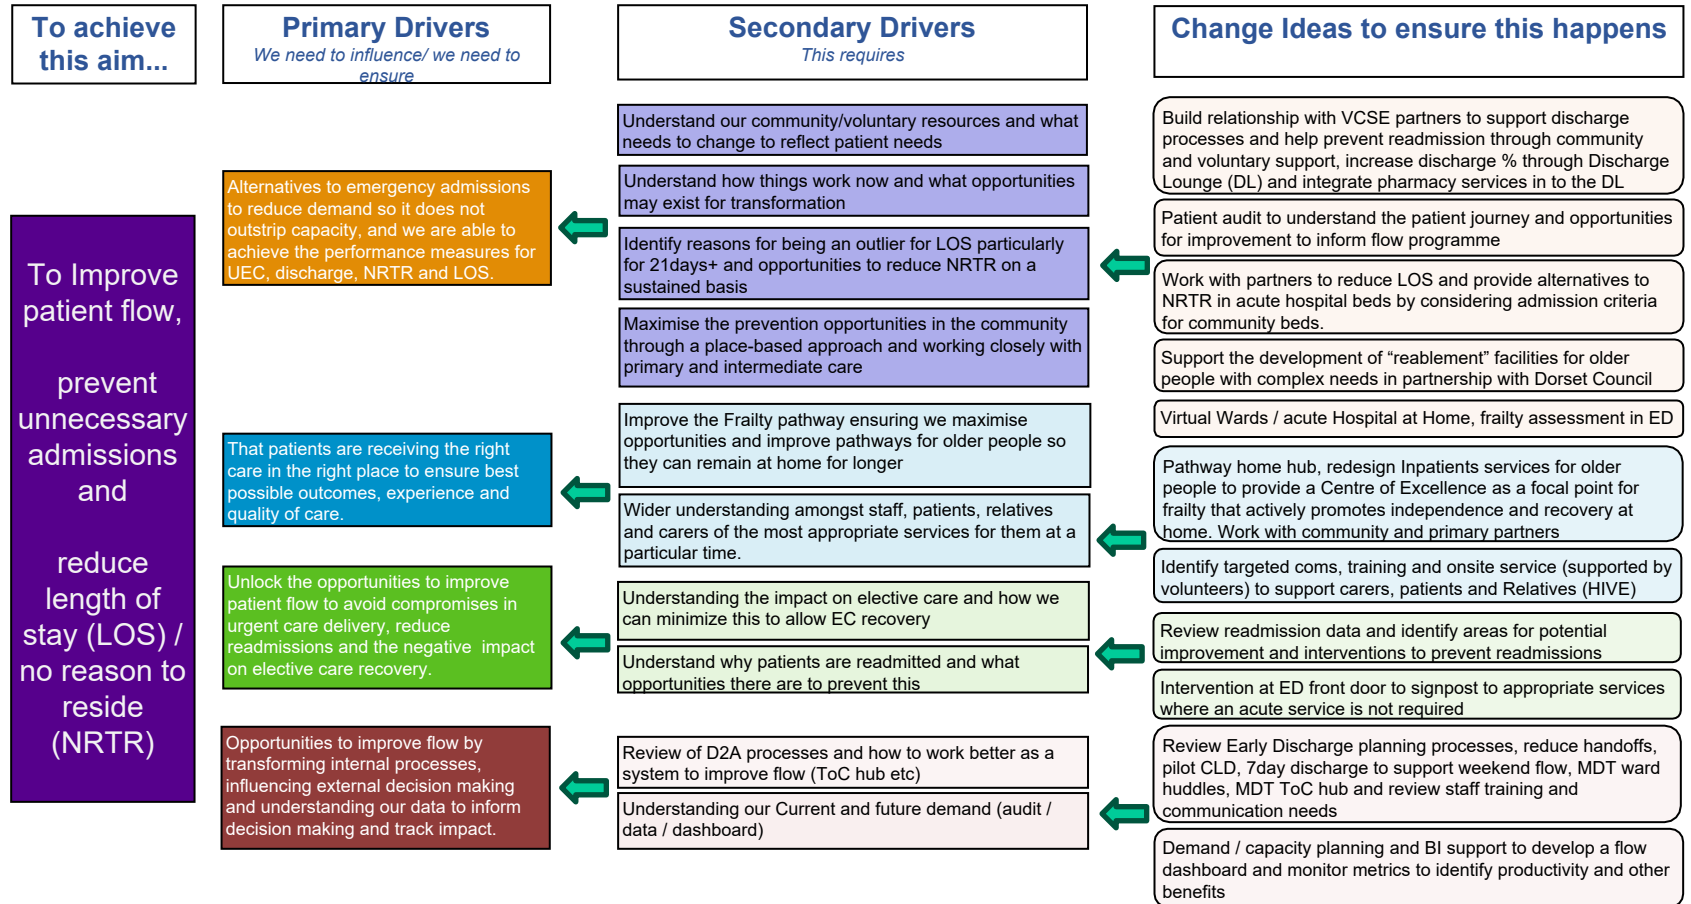 To achieve
this aim...
Primary Drivers
We need to influence/ we need to
ensure
Secondary Drivers
This requires
Change Ideas to ensure this happens
To Improve
patient flow,
prevent
unnecessary
admissions
and
reduce
length of
stay (LOS) /
no reason to
reside
(NRTR)
Alternatives to emergency admissions
to reduce demand so it does not
outstrip capacity, and we are able to
achieve the performance measures for
UEC, discharge, NRTR and LOS.
That patients are receiving the right
care in the right place to ensure best
possible outcomes, experience and
quality of care.
Unlock the opportunities to improve
patient flow to avoid compromises in
urgent care delivery, reduce
readmissions and the negative  impact
on elective care recovery.
Opportunities to improve flow by
transforming internal processes,
influencing external decision making
and understanding our data to inform
decision making and track impact.
Understand our community/voluntary resources and what
needs to change to reflect patient needs
Understand how things work now and what opportunities
may exist for transformation
Identify reasons for being an outlier for LOS particularly
for 21days+ and opportunities to reduce NRTR on a
sustained basis
Maximise the prevention opportunities in the community
through a place-based approach and working closely with
primary and intermediate care
Improve the Frailty pathway ensuring we maximise
opportunities and improve pathways for older people so
they can remain at home for longer
Wider understanding amongst staff, patients, relatives
and carers of the most appropriate services for them at a
particular time.
Understanding the impact on elective care and how we
can minimize this to allow EC recovery
Understand why patients are readmitted and what
opportunities there are to prevent this
Review of D2A processes and how to work better as a
system to improve flow (ToC hub etc)
Understanding our Current and future demand (audit /
data / dashboard)
Build relationship with VCSE partners to support discharge
processes and help prevent readmission through community
and voluntary support, increase discharge % through Discharge
Lounge (DL) and integrate pharmacy services in to the DL
Patient audit to understand the patient journey and opportunities
for improvement to inform flow programme
Work with partners to reduce LOS and provide alternatives to
NRTR in acute hospital beds by considering admission criteria
for community beds.
Support the development of “reablement” facilities for older
people with complex needs in partnership with Dorset Council
Virtual Wards / acute Hospital at Home, frailty assessment in ED
Pathway home hub, redesign Inpatients services for older
people to provide a Centre of Excellence as a focal point for
frailty that actively promotes independence and recovery at
home. Work with community and primary partners
Identify targeted coms, training and onsite service (supported by
volunteers) to support carers, patients and Relatives (HIVE)
Review readmission data and identify areas for potential
improvement and interventions to prevent readmissions
Intervention at ED front door to signpost to appropriate services
where an acute service is not required
Review Early Discharge planning processes, reduce handoffs,
pilot CLD, 7day discharge to support weekend flow, MDT ward
huddles, MDT ToC hub and review staff training and
communication needs
Demand / capacity planning and BI support to develop a flow
dashboard and monitor metrics to identify productivity and other
benefits